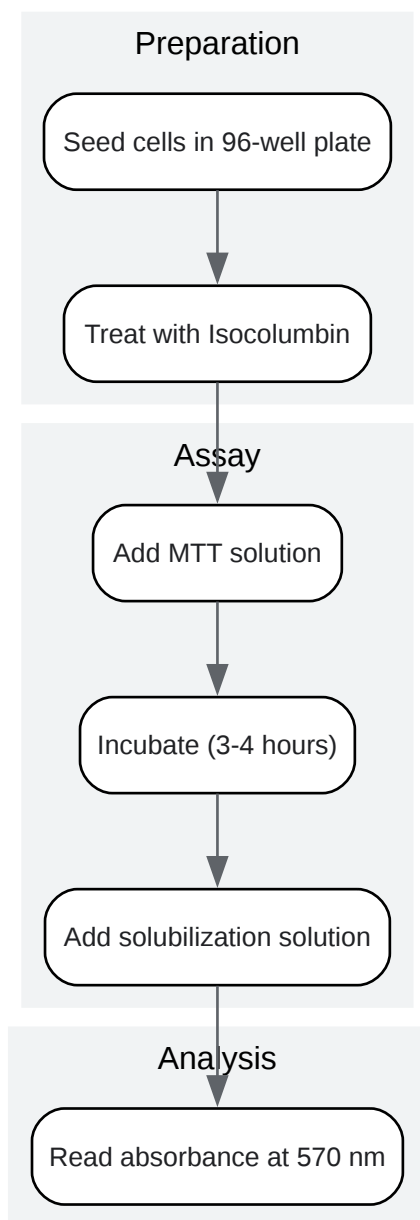 Preparation
Seed cells in 96-well plate
Treat with Isocolumbin
Assay
Add MTT solution
Incubate (3-4 hours)
Add solubilization solution
Analysis
Read absorbance at 570 nm